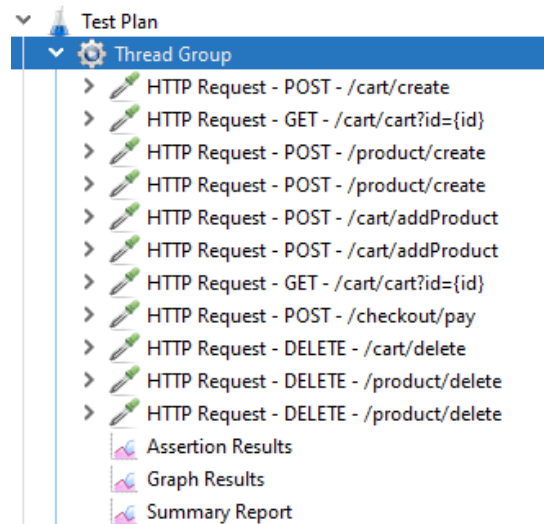 Test Plan
Thread Group
HTTP Request - POST - /cart/create
HTTP Request - GET - /cart/cart?id={id}
HTTP Request - POST - /product/create
HTTP Request - POST - /product/create
HTTP Request - POST - /cart/addProduct
HTTP Request - POST - /cart/addProduct
HTTP Request - GET - /cart/cart?id={id}
HTTP Request - POST - /checkout/pay
HTTP Request - DELETE - /cart/delete
HTTP Request - DELETE - /product/delete
HTTP Request - DELETE - /product/delete
Assertion Results
Graph Results
Summary Report